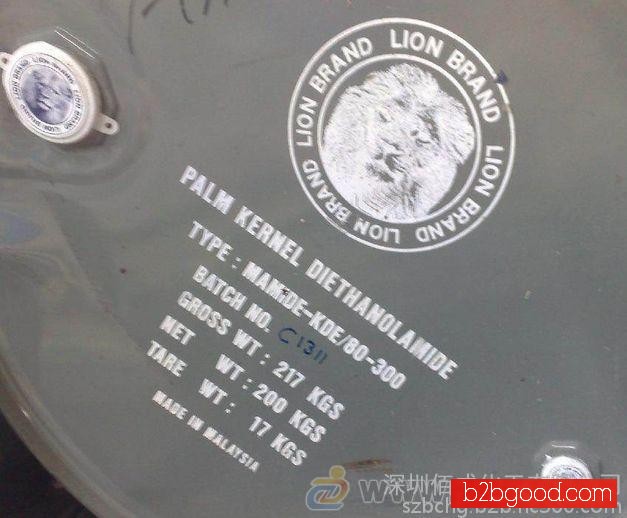 LION BRAND LION BRAND LION BRAND LION BRAND
PALM KERNEL DIETHANOLAMIDE
TYPE : MAMIDE-KDE/80-300
BATCH NO. C1311
GROSS WT : 217 KGS
NET WT : 200 KGS
TARE WT : 17 KGS
MADE IN MALAYSIA
b2bgood.com